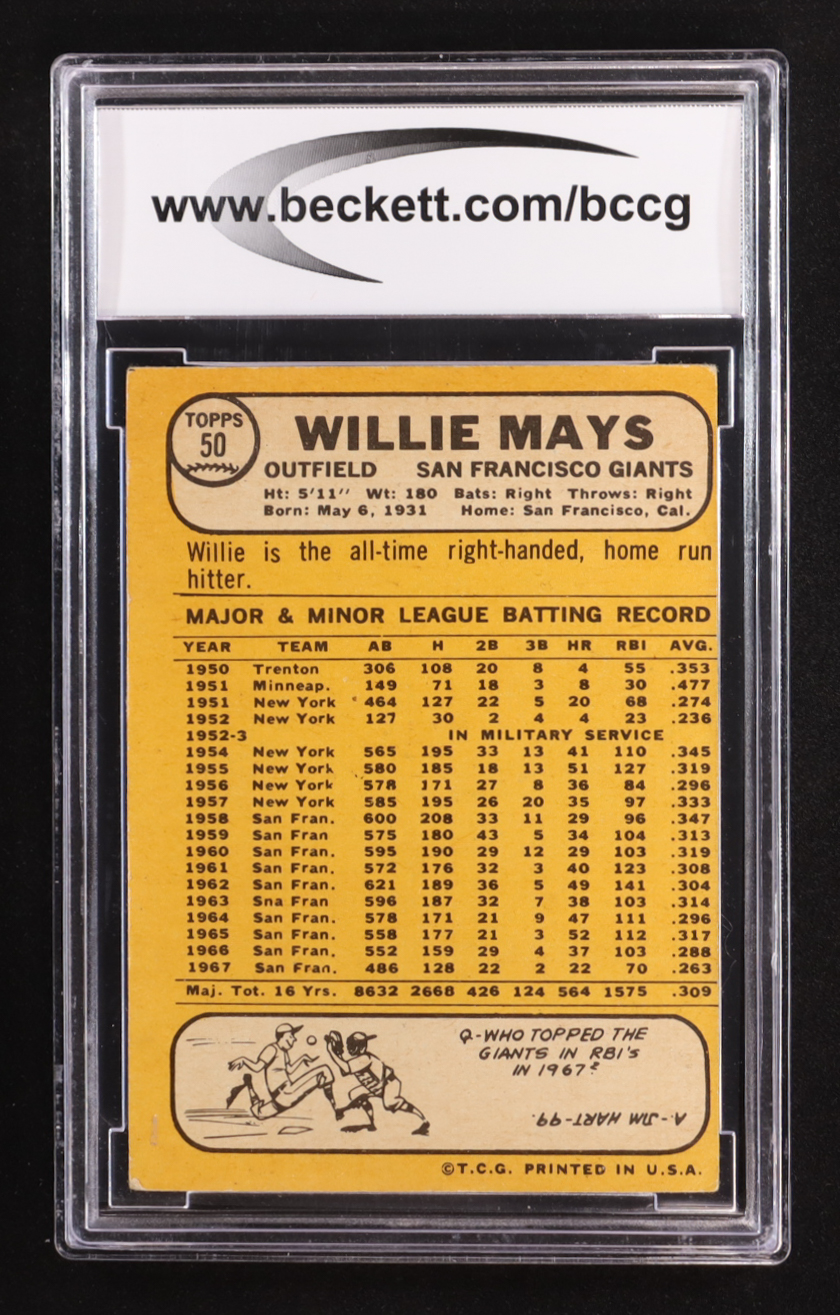 www.beckett.com/bccg
TOPPS
50
WILLIE MAYS
OUTFIELD SAN FRANCISCO GIANTS
Ht: 5'11" Wt: 180 Bats: Right Throws: Right
Born: May 6, 1931 Home: San Francisco, Cal.
Willie is the all-time right-handed, home run
hitter.
MAJOR & MINOR LEAGUE BATTING RECORD
YEAR TEAM AB H 2B 3B HR RBI AVG.
1950 Trenton 306 108 20 8 4 55 .353
1951 Minneap. 149 71 18 3 8 30 .477
1951 New York 464 127 22 5 20 68 .274
1952 New York 127 30 2 4 4 23 .236
1952-3 IN MILITARY SERVICE
1954 New York 565 195 33 13 41 110 .345
1955 New York 580 185 18 13 51 127 .319
1956 New York 578 171 27 8 36 84 .296
1957 New York 585 195 26 20 35 97 .333
1958 San Fran. 600 208 33 11 29 96 .347
1959 San Fran 575 180 43 5 34 104 .313
1960 San Fran. 595 190 29 12 29 103 .319
1961 San Fran. 572 176 32 3 40 123 .308
1962 San Fran. 621 189 36 5 49 141 .304
1963 Sna Fran 596 187 32 7 38 103 .314
1964 San Fran. 578 171 21 9 47 111 .296
1965 San Fran. 558 177 21 3 52 112 .317
1966 San Fran. 552 159 29 4 37 103 .288
1967 San Fran. 486 128 22 2 22 70 .263
Maj. Tot. 16 Yrs. 8632 2668 426 124 564 1575 .309
Q-WHO TOPPED THE
GIANTS IN RBI'S
IN 1967?
A-JIM HART-99.
©T.C.G. PRINTED IN U.S.A.